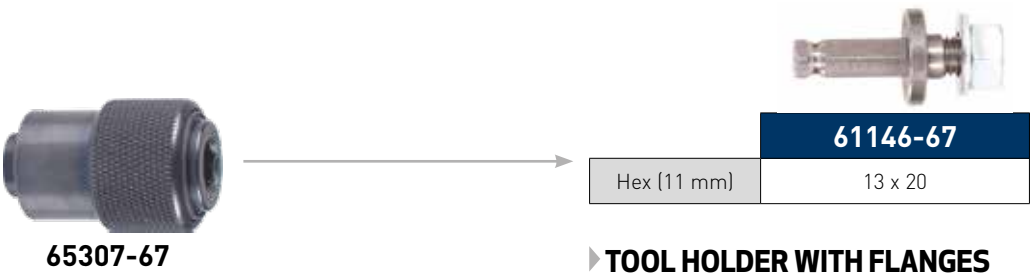 61146-67
Hex (11 mm) 13 x 20
65307-67
TOOL HOLDER WITH FLANGES